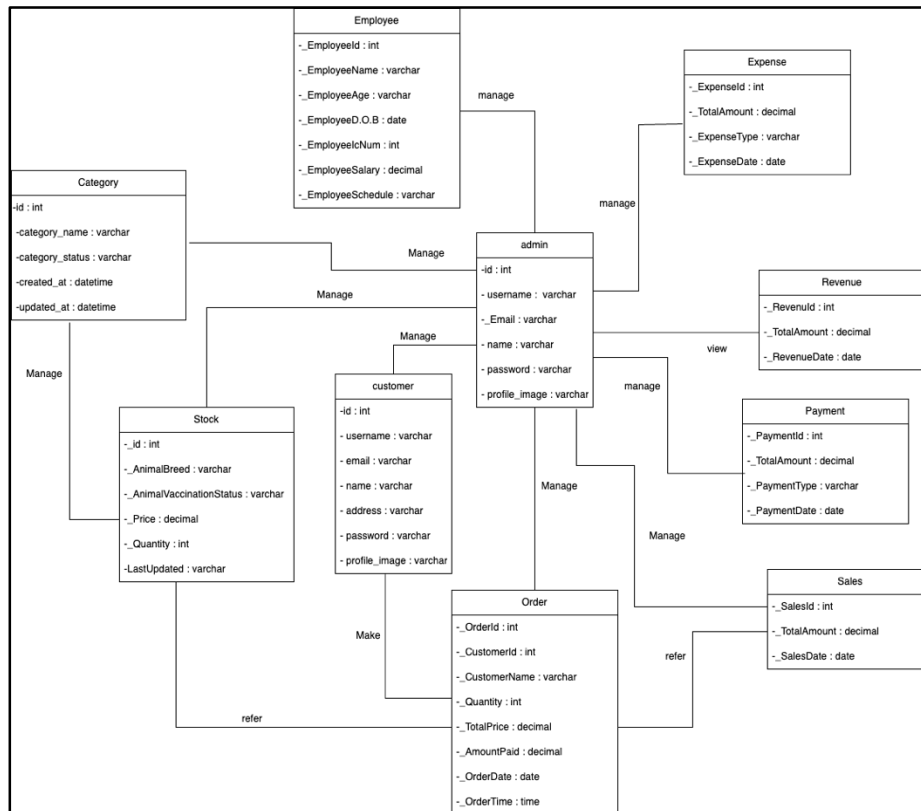 Employee
-_EmployeeId : int
-_EmployeeName : varchar
-_EmployeeAge : varchar
-_EmployeeD.O.B : date
-_EmployeeIcNum : int
-_EmployeeSalary : decimal
-_EmployeeSchedule : varchar
manage
Expense
-_ExpenseId : int
-_TotalAmount : decimal
-_ExpenseType : varchar
-_ExpenseDate : date
manage
Category
-id : int
-category_name : varchar
-category_status : varchar
-created_at : datetime
-updated_at : datetime
Manage
Manage
Manage
Manage
admin
-id : int
- username : varchar
-_Email : varchar
- name : varchar
- password : varchar
- profile_image : varchar
Revenue
-_RevenuId : int
-_TotalAmount : decimal
-_RevenueDate : date
view
manage
Payment
-_PaymentId : int
-_TotalAmount : decimal
-_PaymentType : varchar
-_PaymentDate : date
Stock
-_id : int
-_AnimalBreed : varchar
-_AnimalVaccinationStatus : varchar
-_Price : decimal
-_Quantity : int
-LastUpdated : varchar
customer
-id : int
- username : varchar
- email : varchar
- name : varchar
- address : varchar
- password : varchar
- profile_image : varchar
Manage
Manage
Make
refer
Order
-_OrderId : int
-_CustomerId : int
-_CustomerName : varchar
-_Quantity : int
-_TotalPrice : decimal
-_AmountPaid : decimal
-_OrderDate : date
-_OrderTime : time
refer
Sales
-_SalesId : int
-_TotalAmount : decimal
-_SalesDate : date